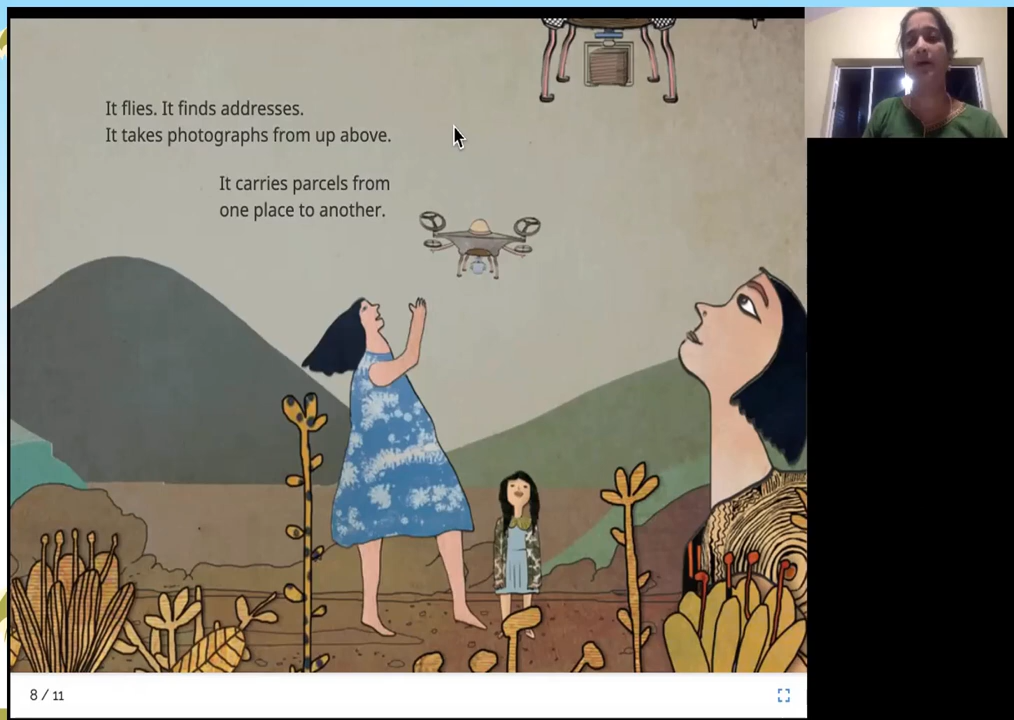 It flies. It finds addresses.
It takes photographs from up above.
It carries parcels from
one place to another.
8 / 11